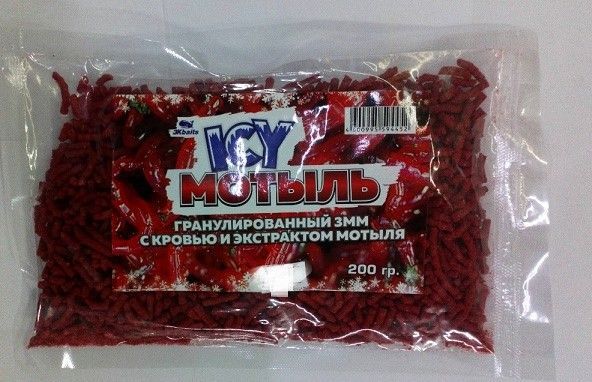 3Kbaits
ICY
МОТЫЛЬ
ГРАНУЛИРОВАННЫЙ 3ММ
С КРОВЬЮ И ЭКСТРАКТОМ МОТЫЛЯ
200 гр.